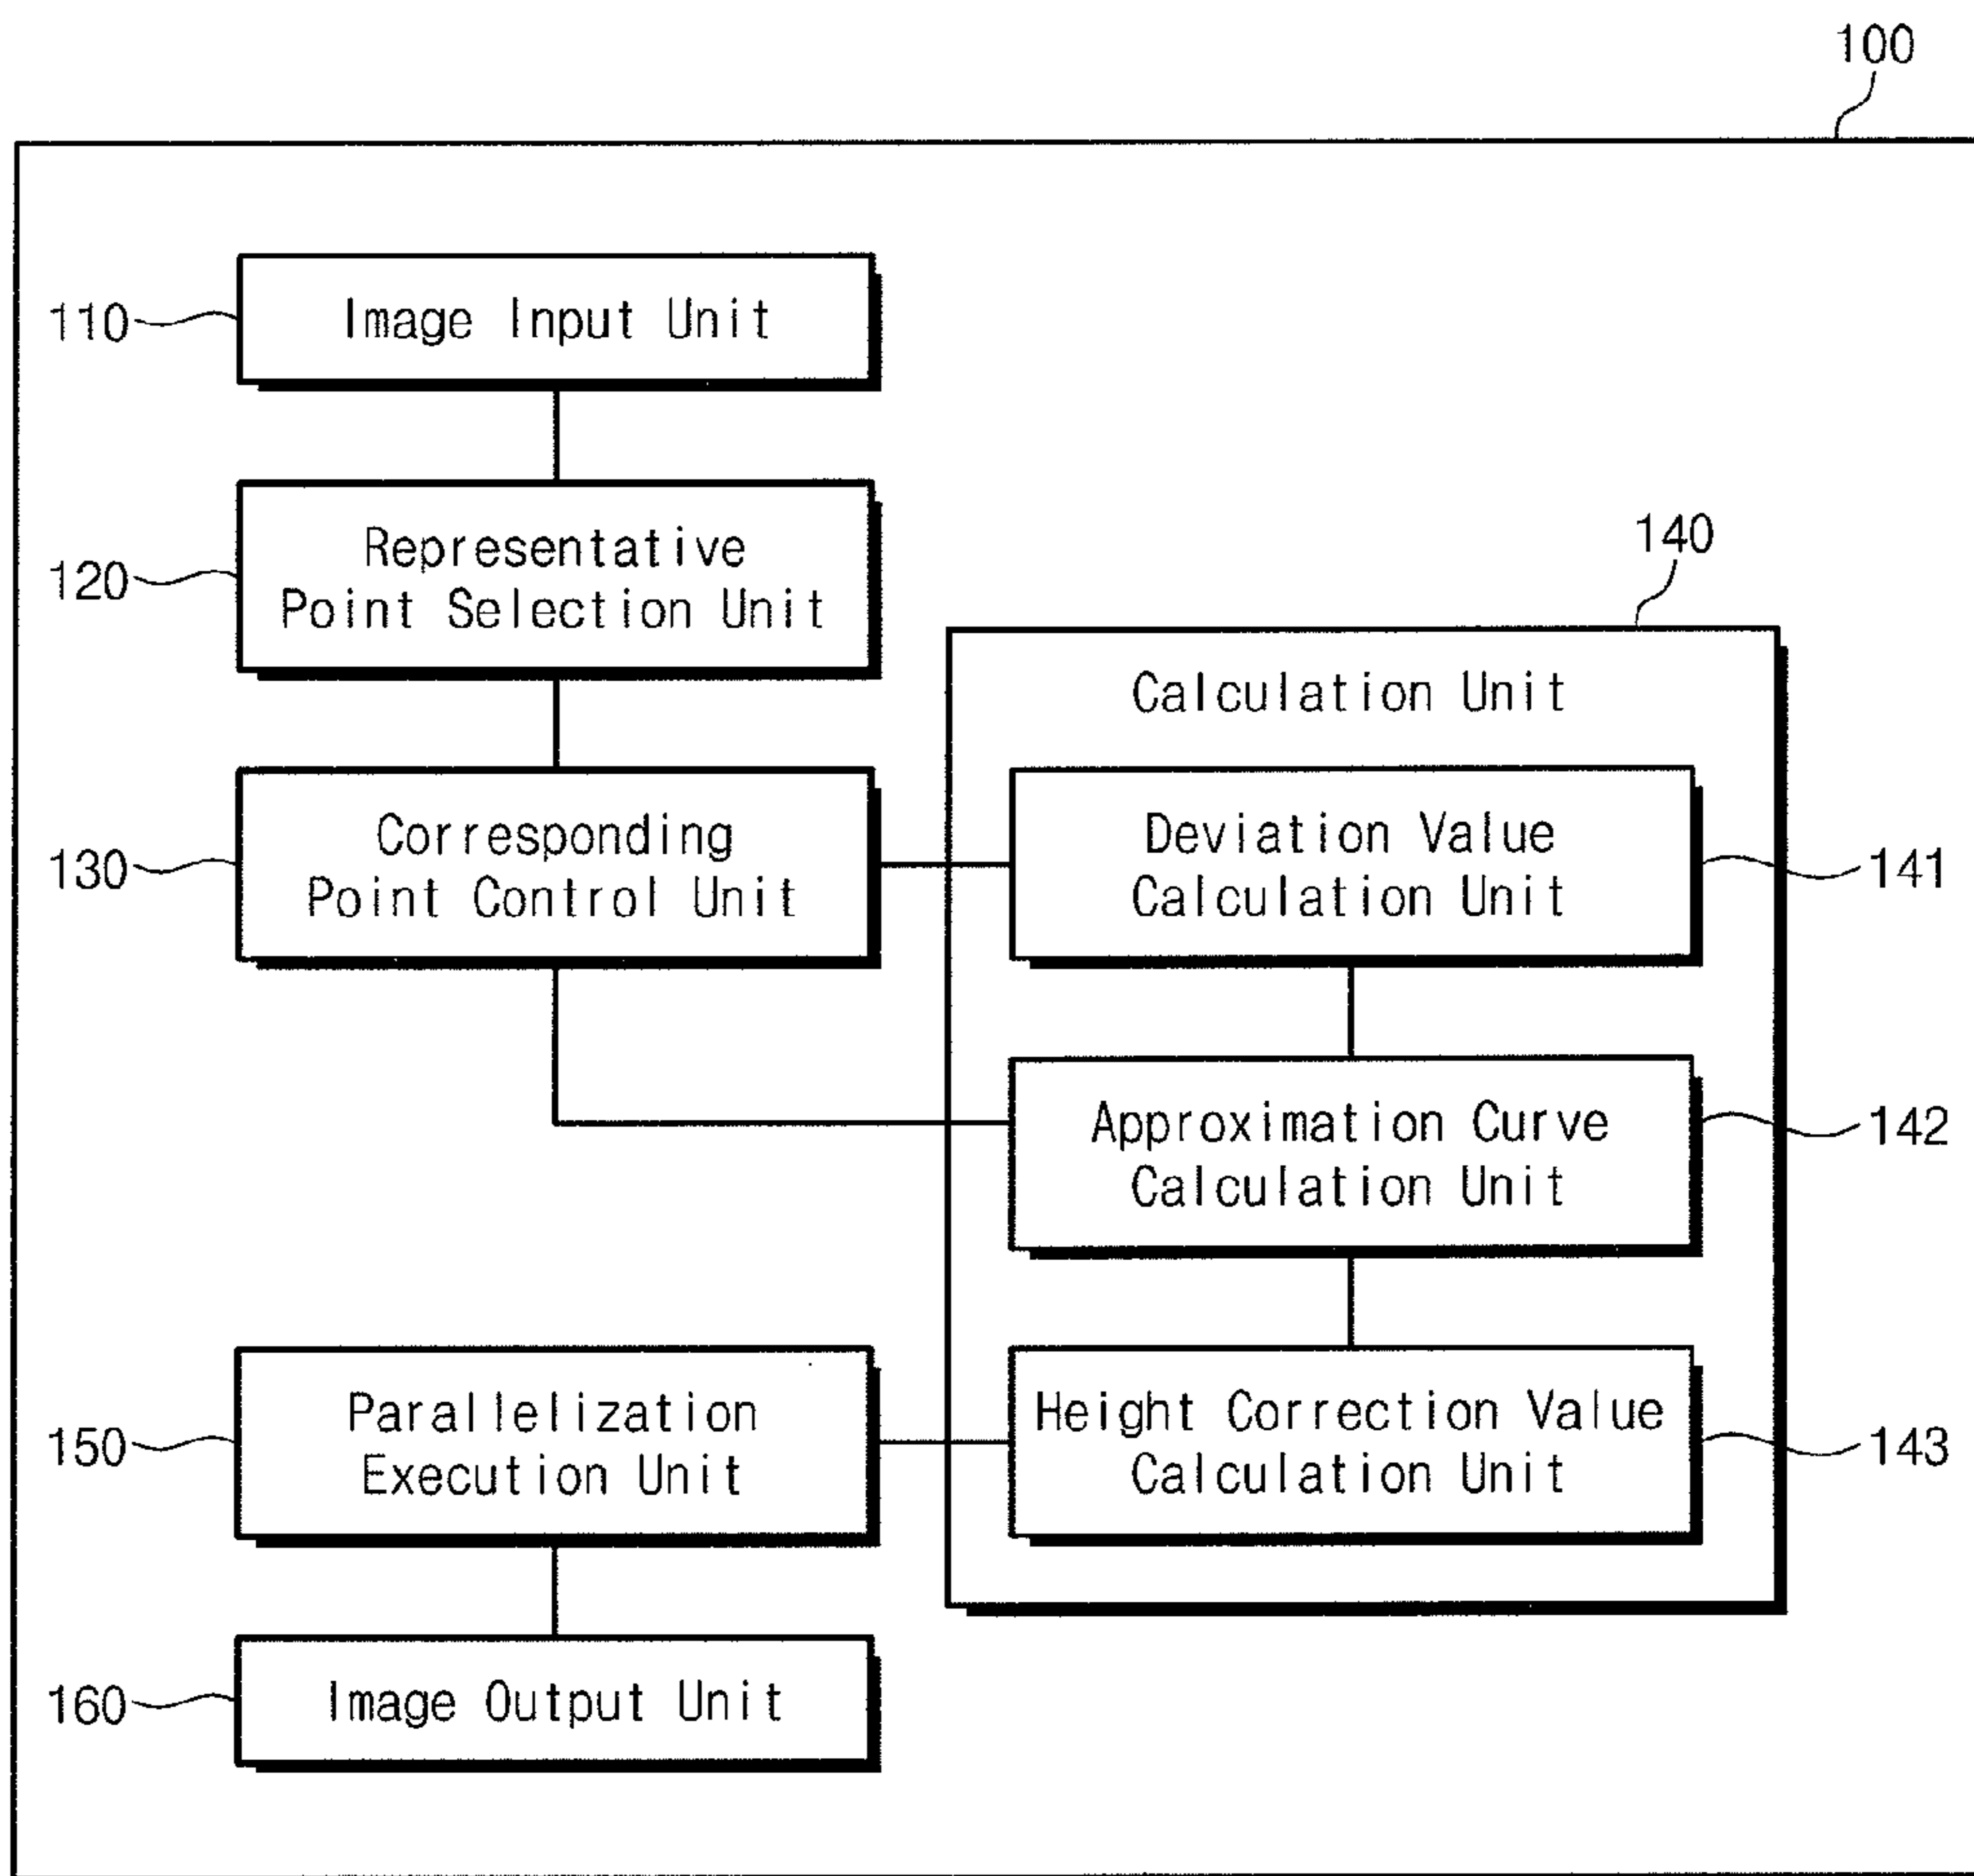 100
110
Image Input Unit
120
Representative
Point Selection Unit
140
Calculation Unit
130
Corresponding
Point Control Unit
Deviation Value
Calculation Unit
141
Approximation Curve
Calculation Unit
142
150
Parallelization
Execution Unit
Height Correction Value
Calculation Unit
143
160
Image Output Unit